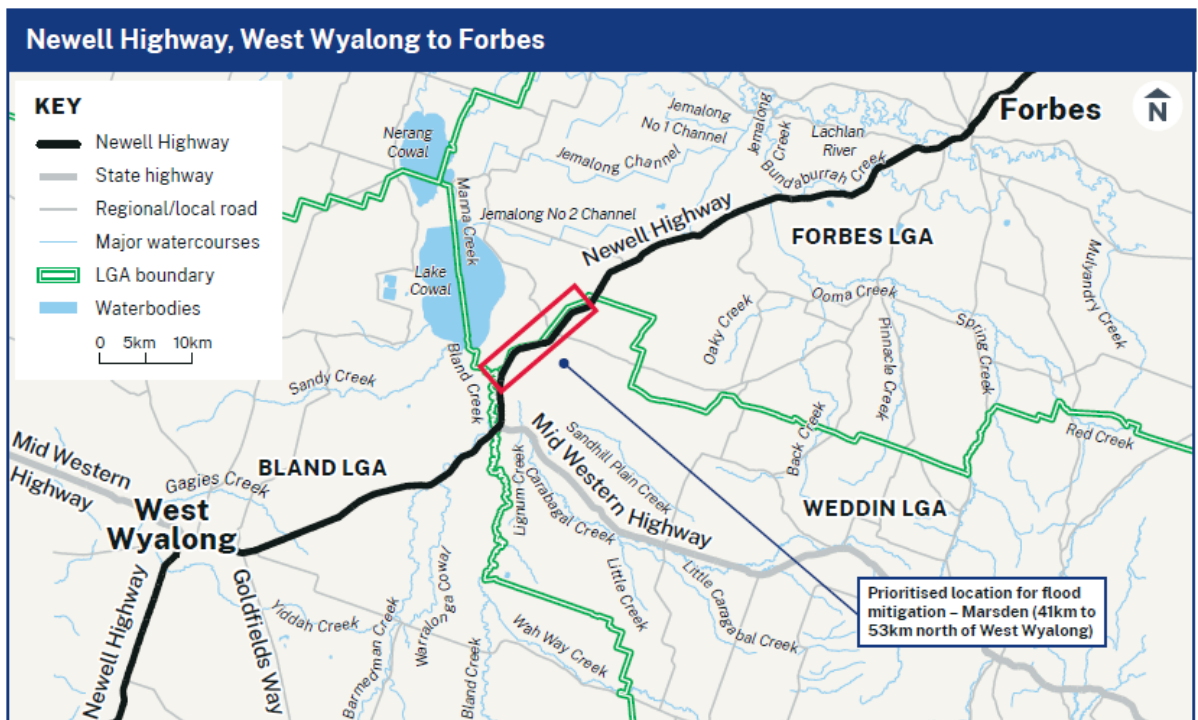 Newell Highway, West Wyalong to Forbes
KEY
Newell Highway
State highway
Regional/local road
Major watercourses
LGA boundary
Waterbodies
0 5km 10km
N
Forbes
Nerang
Cowal
Jemalong
No 1 Channel
Jemalong
Creek
Lachlan
River
Jemalong Channel
Bundaburrah Creek
Manna Creek
Jemalong No 2 Channel
Newell Highway
FORBES LGA
Lake
Cowal
Mulyandry Creek
Ooma Creek
Oaky Creek
Pinnacle Creek
Spring Creek
Bland Creek
Sandy Creek
Back Creek
Red Creek
Mid Western
Highway
Gagies Creek
BLAND LGA
Mid Western Highway
Sandhill Plain Creek
Lignum Creek
Carabagal Creek
WEDDIN LGA
West
Wyalong
Newell Highway
Goldfields Way
Yiddah Creek
Barmedman Creek
Warralonga Cowal
Bland Creek
Wah Way Creek
Little Creek
Little Caragabal Creek
Prioritised location for flood
mitigation – Marsden (41km to
53km north of West Wyalong)